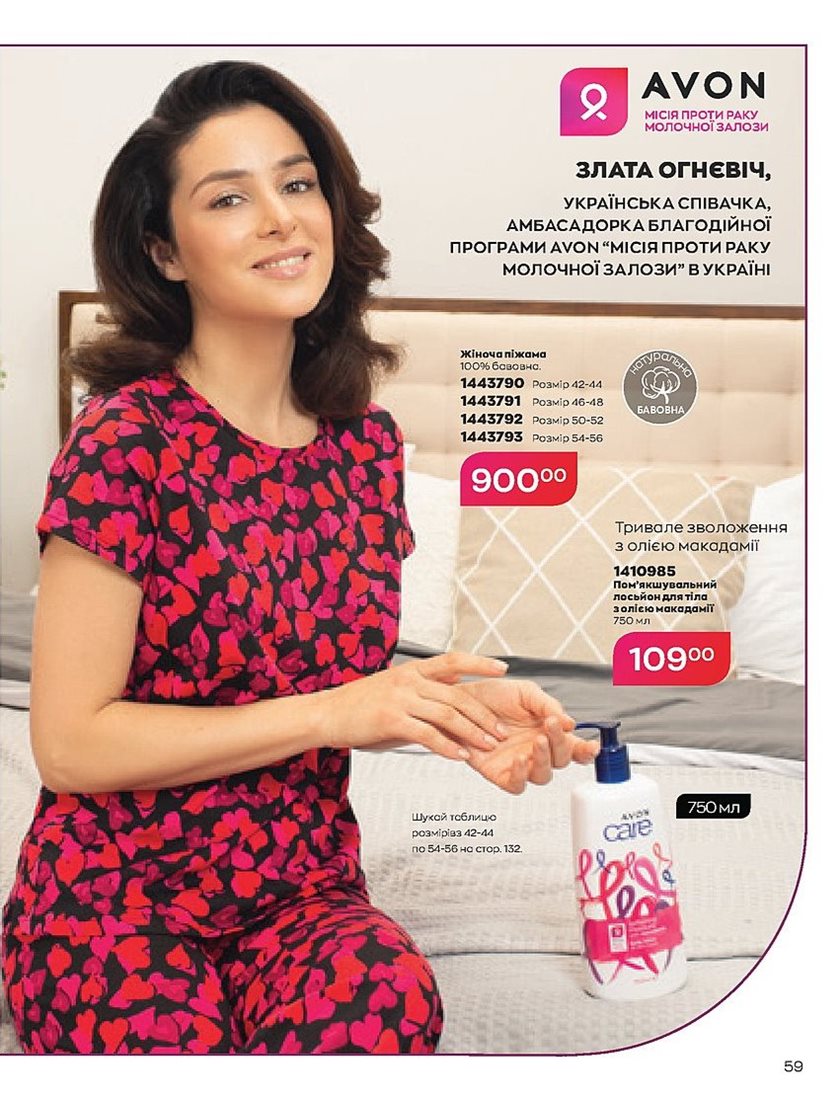 AVON
МІСІЯ ПРОТИ РАКУ
МОЛОЧНОЇ ЗАЛОЗИ
ЗЛАТА ОГНЄВІЧ,
УКРАЇНСЬКА СПІВАЧКА,
АМБАСАДОРКА БЛАГОДІЙНОЇ
ПРОГРАМИ AVON “МІСІЯ ПРОТИ РАКУ
МОЛОЧНОЇ ЗАЛОЗИ” В УКРАЇНІ
Жіноча піжама
100% бавовна.
1443790 Розмір 42-44
1443791 Розмір 46-48
1443792 Розмір 50-52
1443793 Розмір 54-56
натуральна
БАВОВНА
900⁰⁰
Тривале зволоження
з олією макадамії
1410985
Пом’якшувальний
лосьйон для тіла
з олією макадамії
750 мл
109⁰⁰
Шукай таблицю
розмірівз 42-44
по 54-56 на стор. 132.
750 мл
AVON
care
59